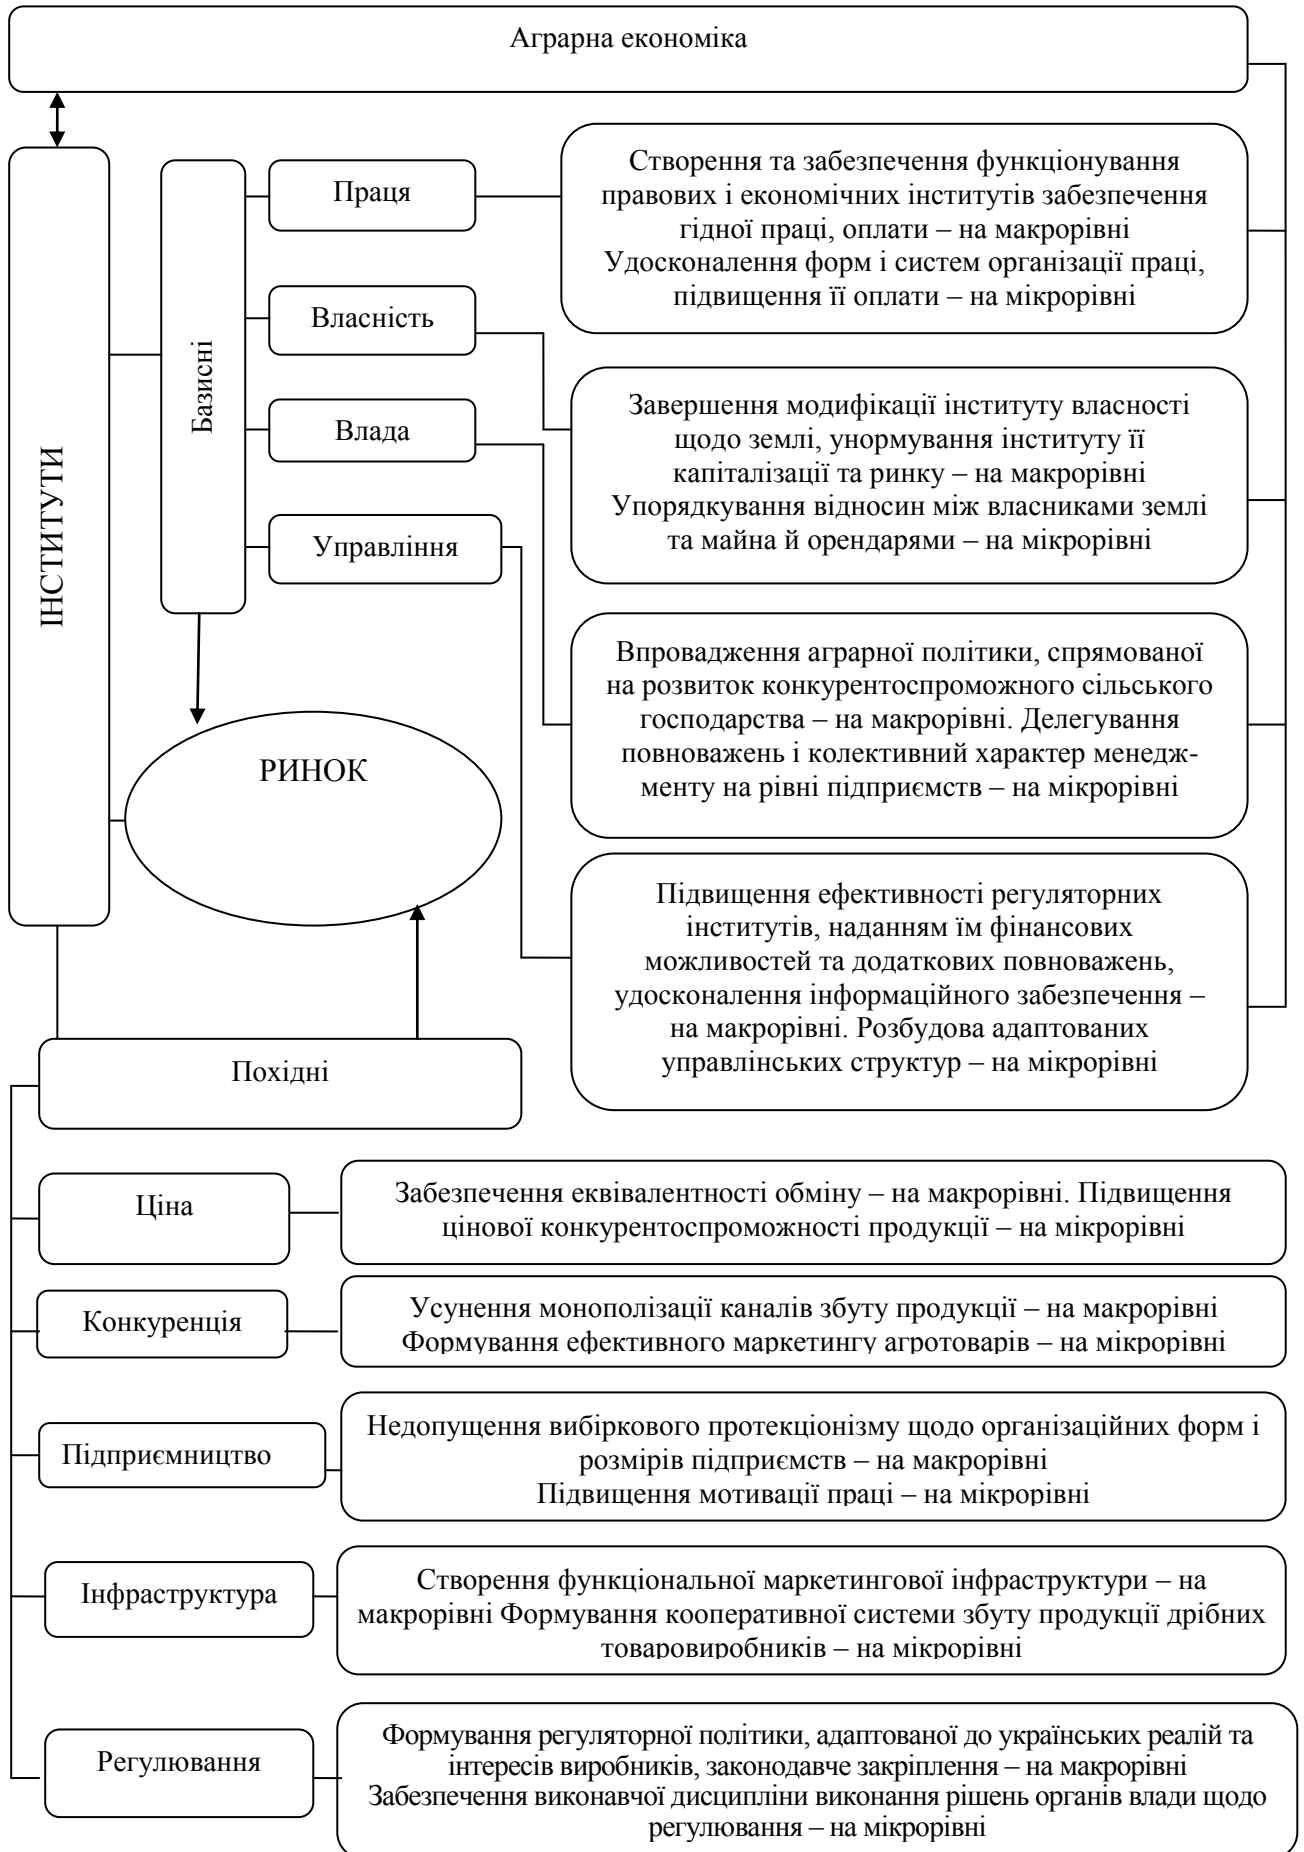 Аграрна економіка
ІНСТИТУТИ
Базисні
Праця
Створення та забезпечення функціонування
правових і економічних інститутів забезпечення
гідної праці, оплати – на макрорівні
Удосконалення форм і систем організації праці,
підвищення її оплати – на мікрорівні
Власність
Завершення модифікації інституту власності
щодо землі, унормування інституту її
капіталізації та ринку – на макрорівні
Упорядкування відносин між власниками землі
та майна й орендарями – на мікрорівні
Влада
Впровадження аграрної політики, спрямованої
на розвиток конкурентоспроможного сільського
господарства – на макрорівні. Делегування
повноважень і колективний характер менедж-
менту на рівні підприємств – на мікрорівні
Управління
Підвищення ефективності регуляторних
інститутів, наданням їм фінансових
можливостей та додаткових повноважень,
удосконалення інформаційного забезпечення –
на макрорівні. Розбудова адаптованих
управлінських структур – на мікрорівні
РИНОК
Похідні
Ціна
Забезпечення еквівалентності обміну – на макрорівні. Підвищення
цінової конкурентоспроможності продукції – на мікрорівні
Конкуренція
Усунення монополізації каналів збуту продукції – на макрорівні
Формування ефективного маркетингу агротоварів – на мікрорівні
Підприємництво
Недопущення вибіркового протекціонізму щодо організаційних форм і
розмірів підприємств – на макрорівні
Підвищення мотивації праці – на мікрорівні
Інфраструктура
Створення функціональної маркетингової інфраструктури – на
макрорівні Формування кооперативної системи збуту продукції дрібних
товаровиробників – на мікрорівні
Регулювання
Формування регуляторної політики, адаптованої до українських реалій та
інтересів виробників, законодавче закріплення – на макрорівні
Забезпечення виконавчої дисципліни виконання рішень органів влади щодо
регулювання – на мікрорівні